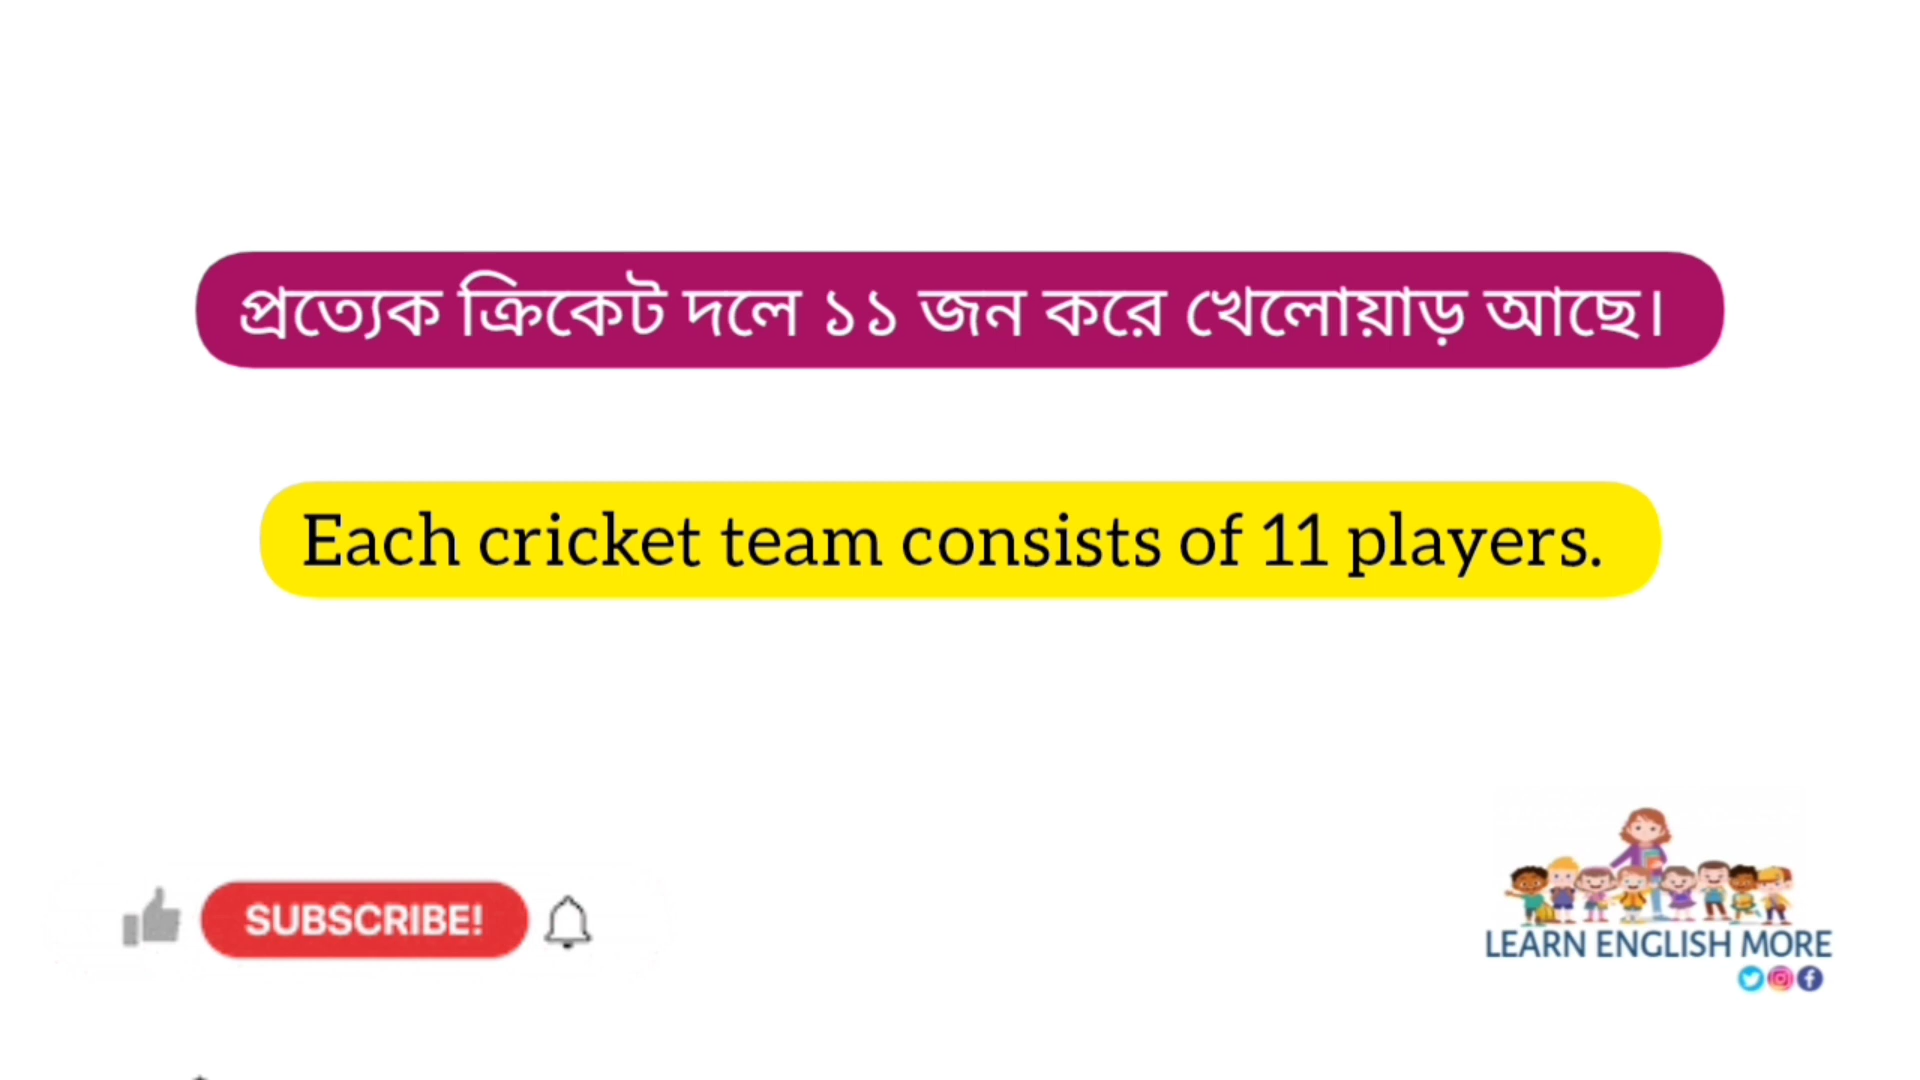 প্রত্যেক ক্রিকেট দলে ১১ জন করে খেলোয়াড় আছে।
Each cricket team consists of 11 players.
SUBSCRIBE!
LEARN ENGLISH MORE